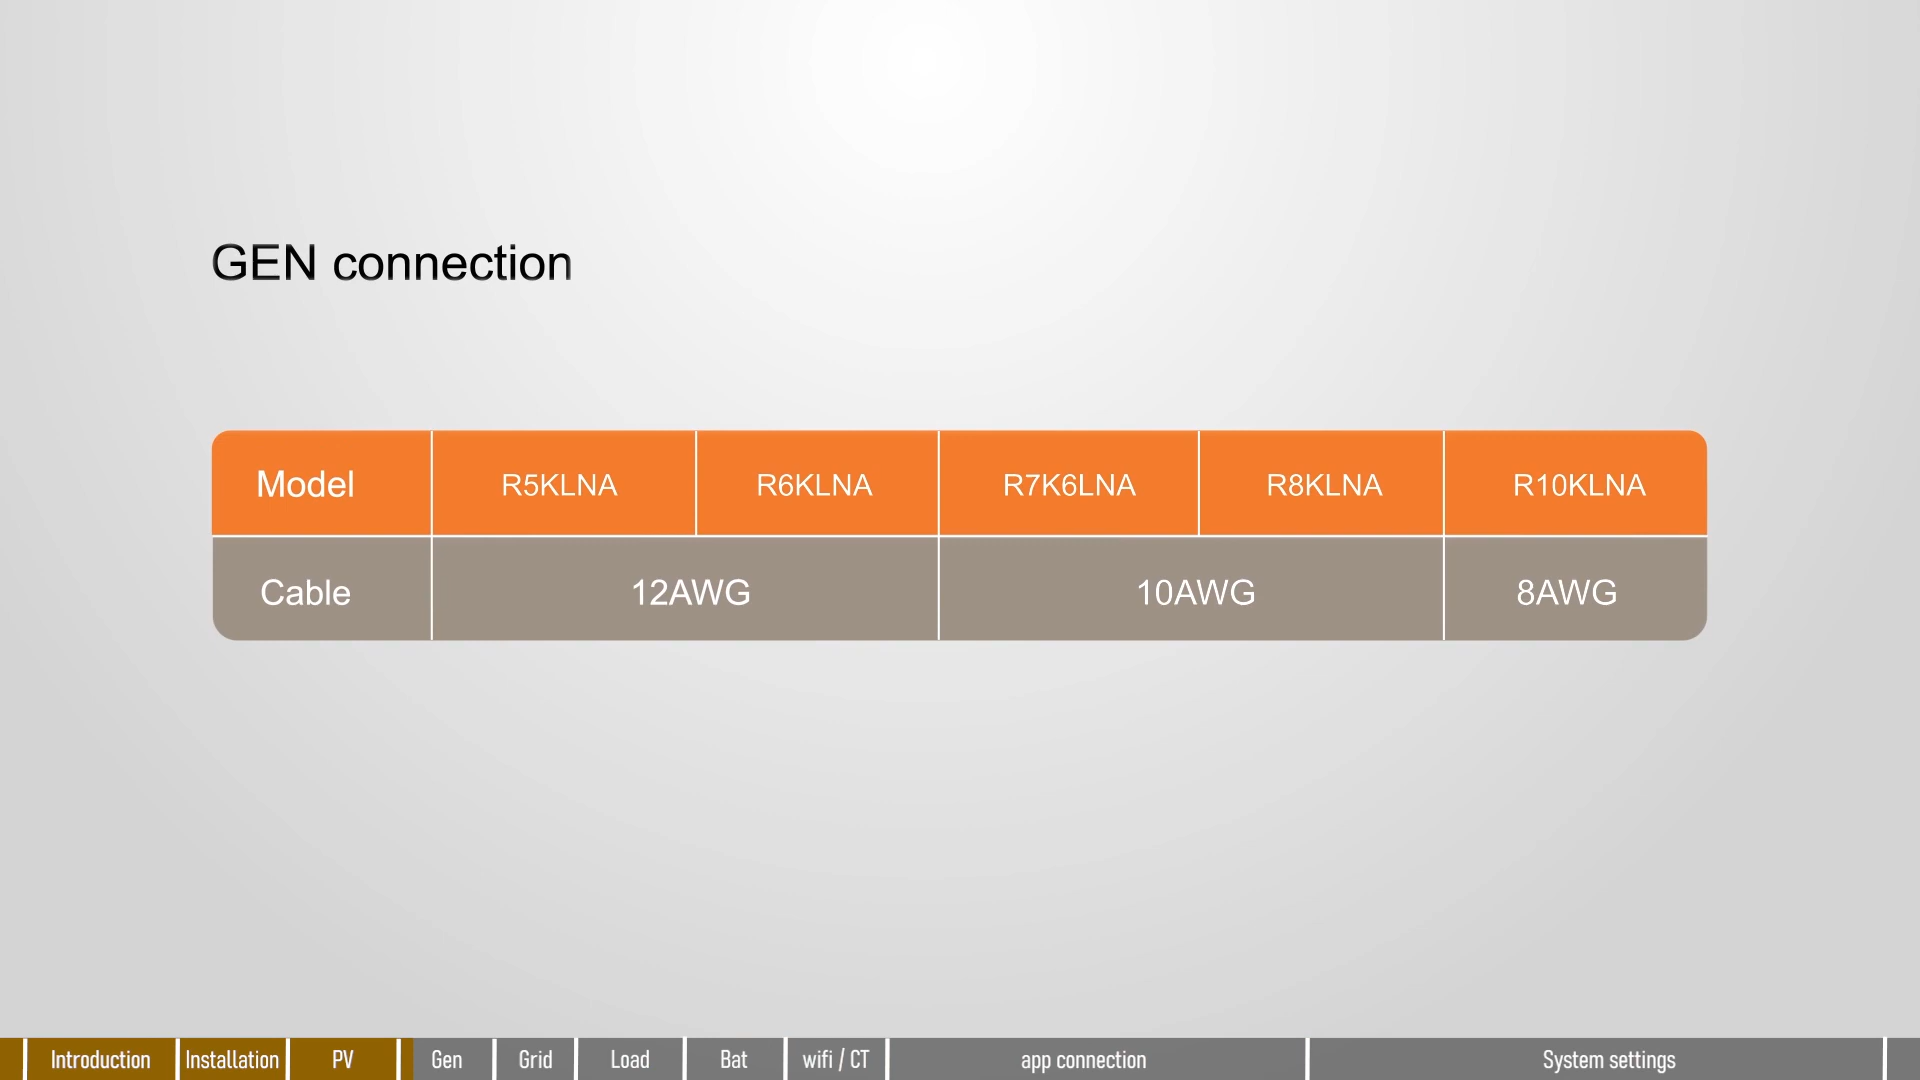 GEN connection
Model R5KLNA R6KLNA R7K6LNA R8KLNA R10KLNA
Cable 12AWG 10AWG 8AWG
Introduction Installation PV Gen Grid Load Bat wifi / CT app connection System settings